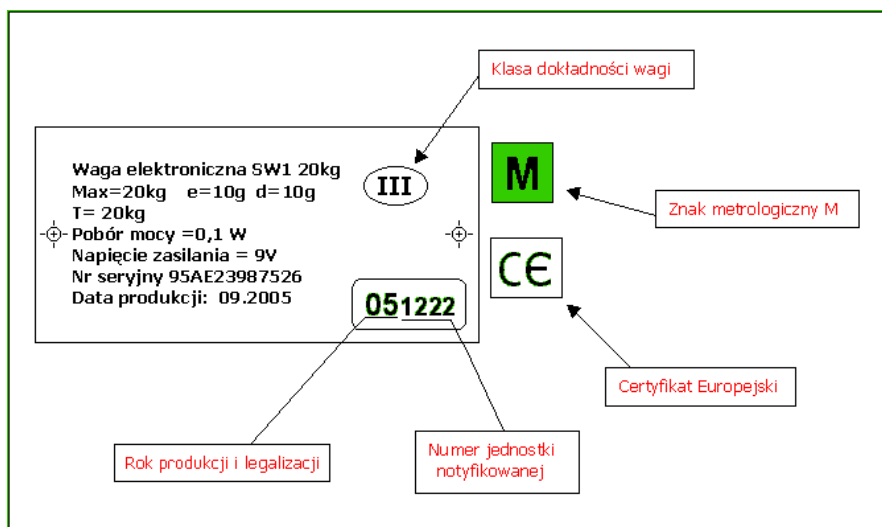 Klasa dokładności wagi
Waga elektroniczna SW1 20kg
Max=20kg e=10g d=10g
T= 20kg
Pobór mocy =0,1 W
Napięcie zasilania = 9V
Nr seryjny 95AE23987526
Data produkcji: 09.2005
III
M
Znak metrologiczny M
CE
051222
Certyfikat Europejski
Rok produkcji i legalizacji
Numer jednostki
notyfikowanej